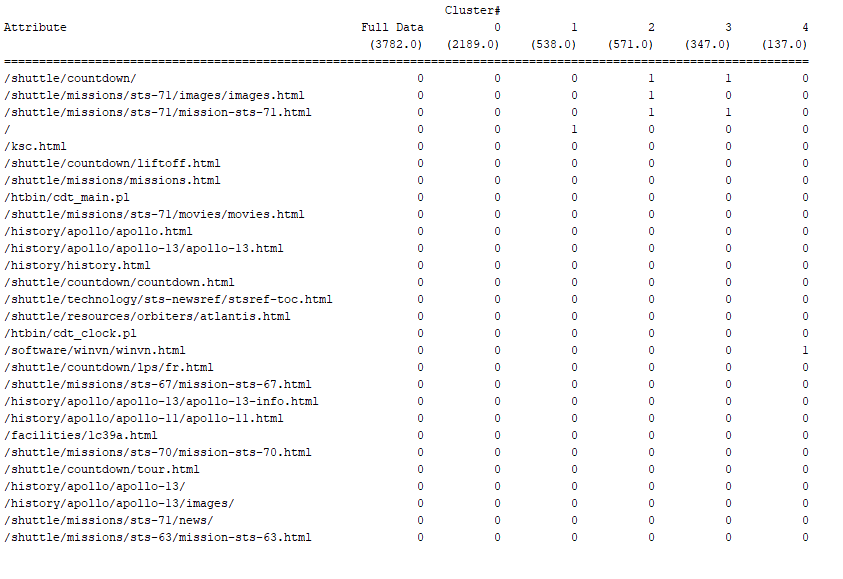 Cluster#
Attribute Full Data 0 1 2 3 4
(3782.0) (2189.0) (538.0) (571.0) (347.0) (137.0)
==================================================================================================================
/shuttle/countdown/ 0 0 0 1 1 0
/shuttle/missions/sts-71/images/images.html 0 0 0 1 0 0
/shuttle/missions/sts-71/mission-sts-71.html 0 0 0 1 1 0
/ 0 0 1 0 0 0
/ksc.html 0 0 0 0 0 0
/shuttle/countdown/liftoff.html 0 0 0 0 0 0
/shuttle/missions/missions.html 0 0 0 0 0 0
/htbin/cdt_main.pl 0 0 0 0 0 0
/shuttle/missions/sts-71/movies/movies.html 0 0 0 0 0 0
/history/apollo/apollo.html 0 0 0 0 0 0
/history/apollo/apollo-13/apollo-13.html 0 0 0 0 0 0
/history/history.html 0 0 0 0 0 0
/shuttle/countdown/countdown.html 0 0 0 0 0 0
/shuttle/technology/sts-newsref/stsref-toc.html 0 0 0 0 0 0
/shuttle/resources/orbiters/atlantis.html 0 0 0 0 0 0
/htbin/cdt_clock.pl 0 0 0 0 0 0
/software/winvn/winvn.html 0 0 0 0 0 1
/shuttle/countdown/lps/fr.html 0 0 0 0 0 0
/shuttle/missions/sts-67/mission-sts-67.html 0 0 0 0 0 0
/history/apollo/apollo-13/apollo-13-info.html 0 0 0 0 0 0
/history/apollo/apollo-11/apollo-11.html 0 0 0 0 0 0
/facilities/lc39a.html 0 0 0 0 0 0
/shuttle/missions/sts-70/mission-sts-70.html 0 0 0 0 0 0
/shuttle/countdown/tour.html 0 0 0 0 0 0
/history/apollo/apollo-13/ 0 0 0 0 0 0
/history/apollo/apollo-13/images/ 0 0 0 0 0 0
/shuttle/missions/sts-71/news/ 0 0 0 0 0 0
/shuttle/missions/sts-63/mission-sts-63.html 0 0 0 0 0 0